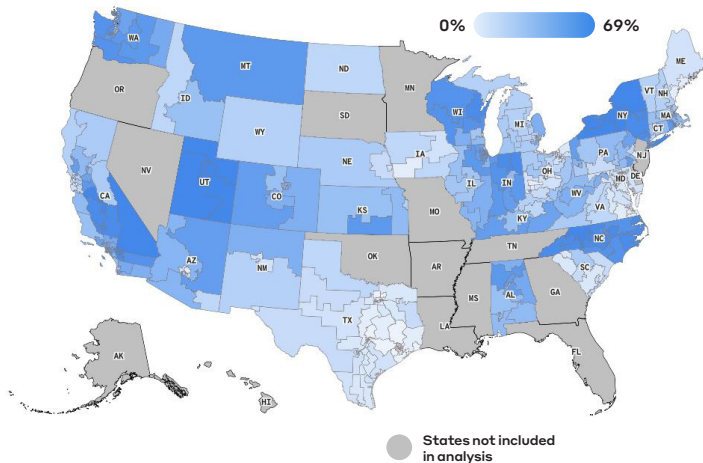 0% 69%
WA
ME
MT
ND
MN
VT NH
OR
ID
WI
NY
MA
SD
MI
CT
WY
IA
PA
NE
NJ
NV
OH
MD DE
UT
IL
IN
CA
CO
WV
VA
KS
MO
KY
NC
TN
OK
AZ
NM
AR
SC
MS
AL
GA
TX
LA
AK
FL
HI
States not included
in analysis